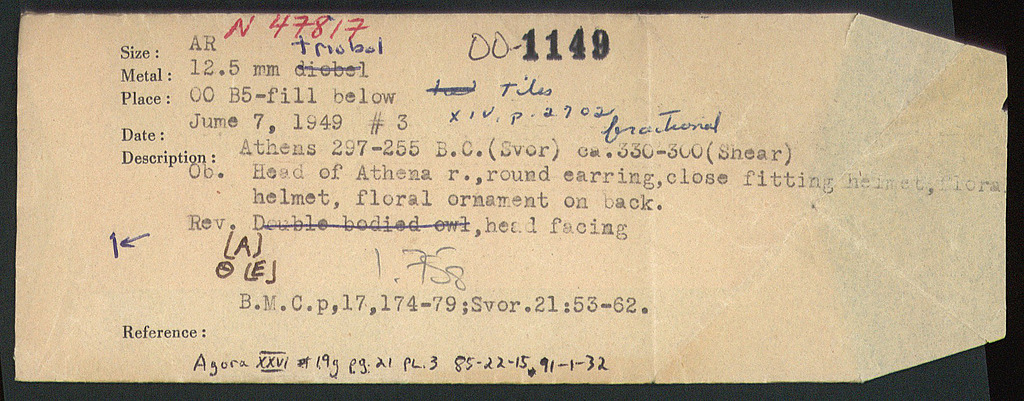 N 47817
Size: AR triobol 00-1149
Metal: 12.5 mm diobol
Place: OO B5-fill below tiles
XIV, p. 2702
Date: Jume 7, 1949 # 3 fractional
Description: Athens 297-255 B.C.(Svor) ca.330-300(Shear)
Ob. Head of Athena r.,round earring,close fitting helmet,flora
helmet, floral ornament on back.
Rev. Double bodied owl,head facing
[A]
Θ [E]
1.758
B.M.C.p,17,174-79;Svor.21:53-62.
Reference:
Agora XXVI # 19g pg. 21 PL.3 85-22-15, 91-1-32